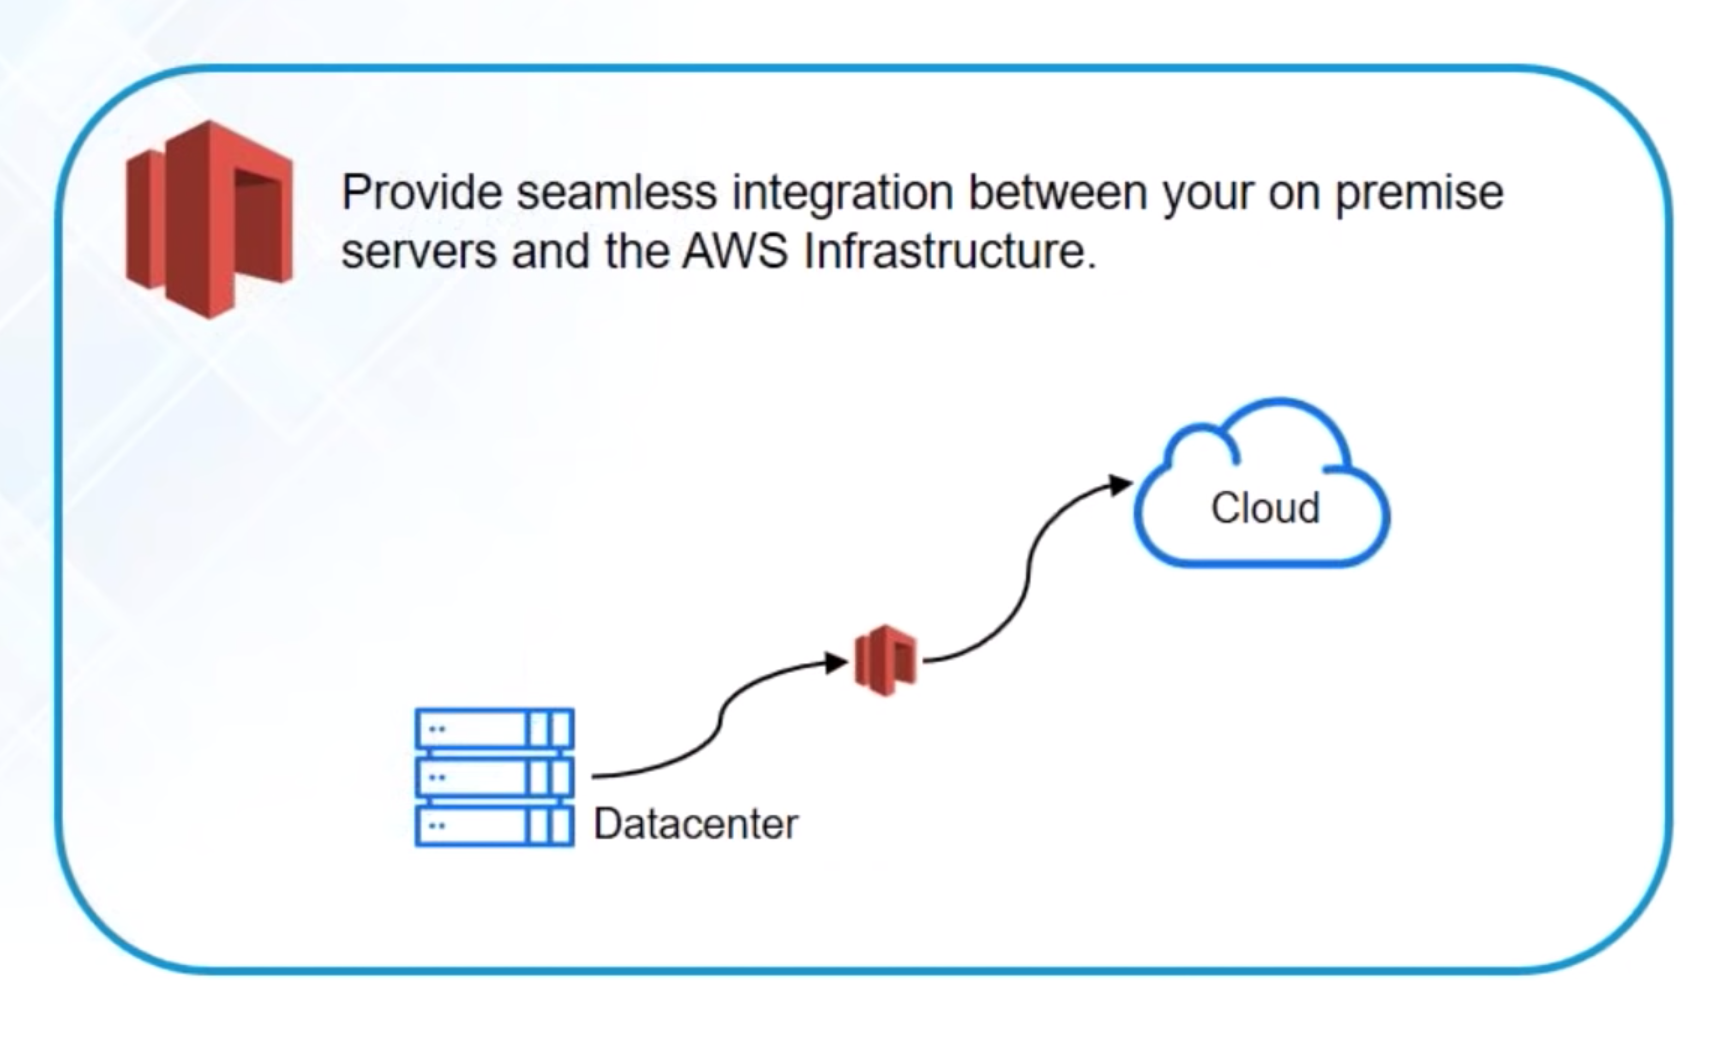 Provide seamless integration between your on premise
servers and the AWS Infrastructure.
Cloud
Datacenter